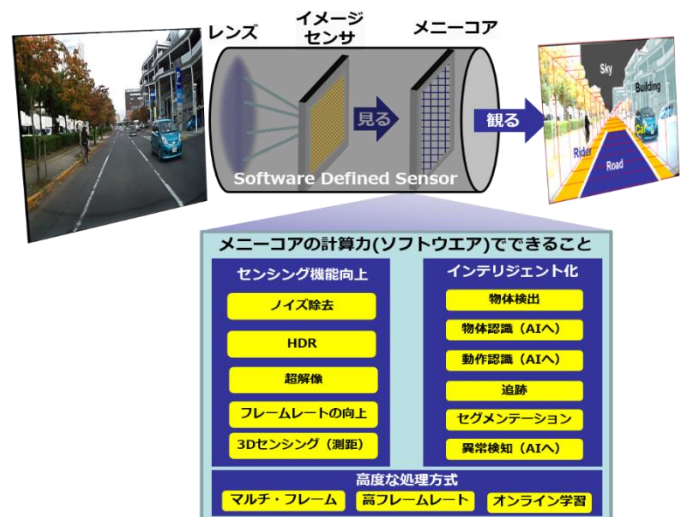 レンズ
イメージ
センサ
メニーコア
見る
観る
Software Defined Sensor
Sky
Building
Car
Rider
Road
メニーコアの計算力(ソフトウエア)でできること
センシング機能向上
ノイズ除去
HDR
超解像
フレームレートの向上
3Dセンシング（測距）
インテリジェント化
物体検出
物体認識（AIへ）
動作認識（AIへ）
追跡
セグメンテーション
異常検知（AIへ）
高度な処理方式
マルチ・フレーム
高フレームレート
オンライン学習